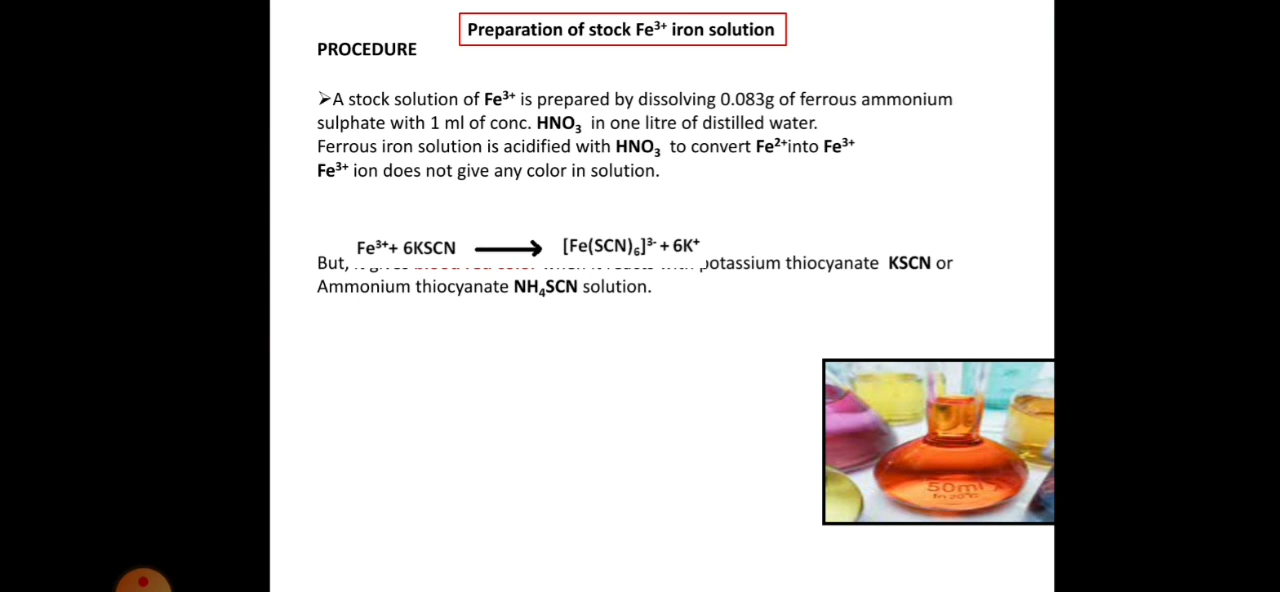 Preparation of stock Fe³⁺ iron solution
PROCEDURE
➢A stock solution of Fe³⁺ is prepared by dissolving 0.083g of ferrous ammonium
sulphate with 1 ml of conc. HNO₃ in one litre of distilled water.
Ferrous iron solution is acidified with HNO₃ to convert Fe²⁺into Fe³⁺
Fe³⁺ ion does not give any color in solution.
Fe³⁺+ 6KSCN ⟶ [Fe(SCN)₆]³⁻ + 6K⁺
But, potassium thiocyanate KSCN or
Ammonium thiocyanate NH₄SCN solution.
50ml